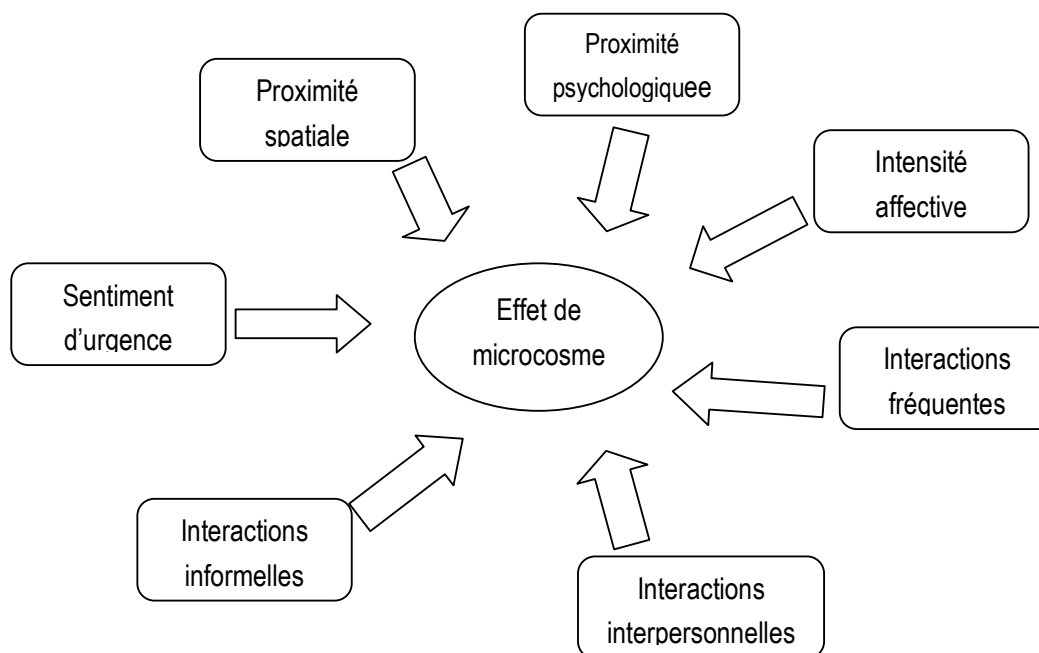 Proximité
psychologiquee
Proximité
spatiale
Intensité
affective
Sentiment
d’urgence
Effet de
microcosme
Interactions
fréquentes
Interactions
informelles
Interactions
interpersonnelles